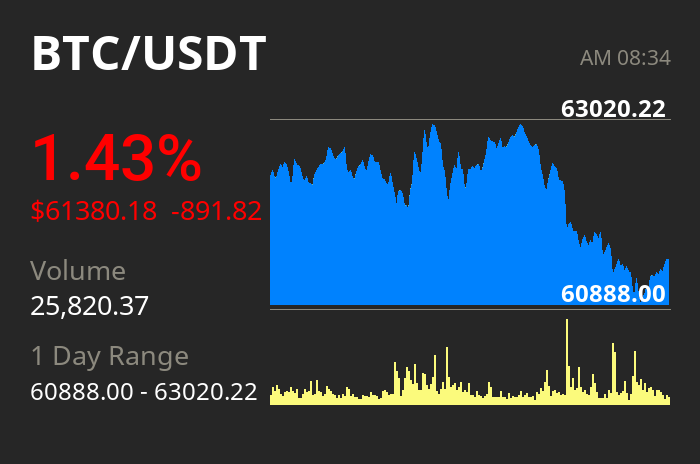 BTC/USDT
AM 08:34
63020.22
1.43%
$61380.18 -891.82
Volume
60888.00
25,820.37
1 Day Range
60888.00 - 63020.22